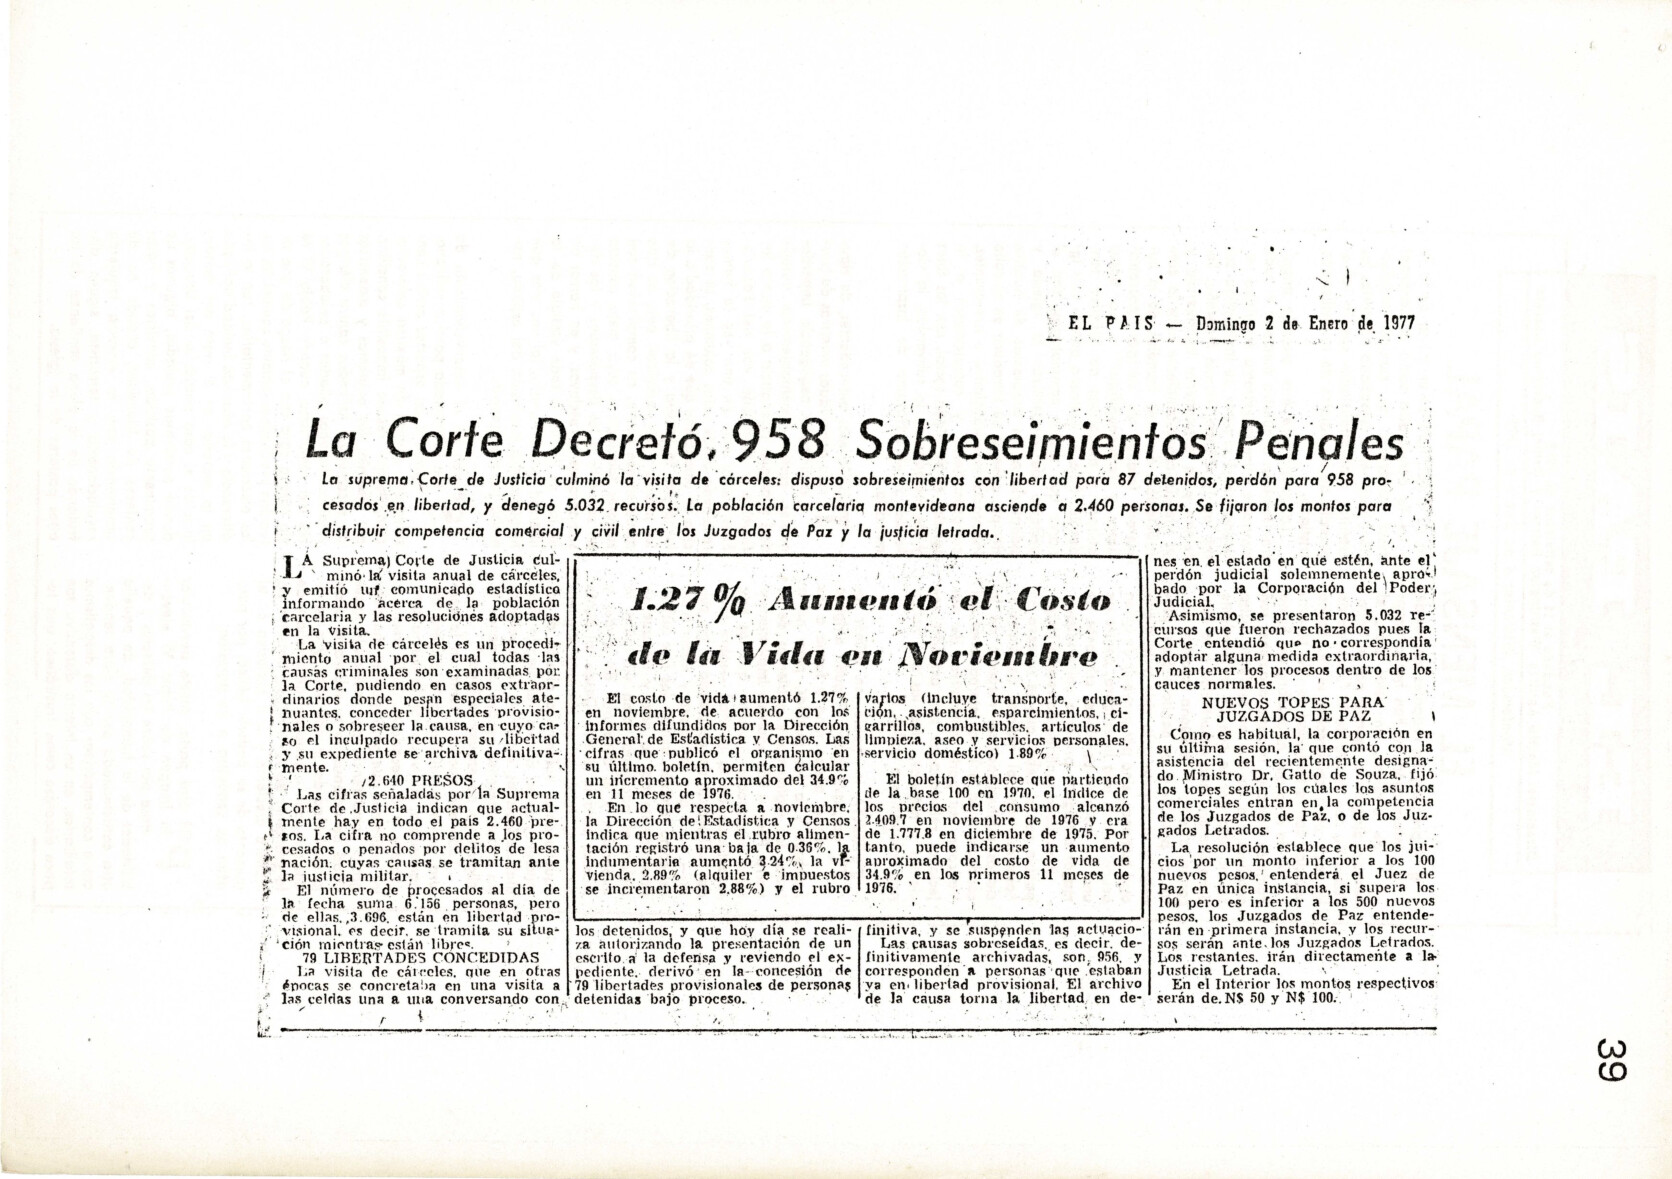 EL PAIS — Domingo 2 de Enero de 1977
La Corte Decretó 958 Sobreseimientos Penales
La suprema Corte de Justicia culminó la visita de cárceles: dispuso sobreseimientos con libertad para 87 detenidos, perdón para 958 pro-
cesados en libertad, y denegó 5.032 recursos. La población carcelaria montevideana asciende a 2.460 personas. Se fijaron los montos para
distribuir competencia comercial y civil entre los Juzgados de Paz y la justicia letrada.
LA Suprema Corte de Justicia cul-
minó la visita anual de cárceles,
y emitió un comunicado estadístico
informando acerca de la población
carcelaria y las resoluciones adoptadas
en la visita.
La visita de cárceles es un procedi-
miento anual por el cual todas las
causas criminales son examinadas por
la Corte, pudiendo en casos extraor-
dinarios donde pesan especiales ate-
nuantes, conceder libertades provisio-
nales o sobreseer la causa, en cuyo ca-
so el inculpado recupera su libertad
y su expediente se archiva definitiva-
mente.
2.640 PRESOS
Las cifras señaladas por la Suprema
Corte de Justicia indican que actual-
mente hay en todo el país 2.460 pre-
sos. La cifra no comprende a los pro-
cesados o penados por delitos de lesa
nación, cuyas causas se tramitan ante
la justicia militar.
El número de procesados al día de
la fecha suma 6.156 personas, pero
de ellas, 3.696, están en libertad pro-
visional, es decir, se tramita su situa-
ción mientras están libres.
79 LIBERTADES CONCEDIDAS
La visita de cárceles, que en otras
épocas se concretaba en una visita a
las celdas una a una conversando con
los detenidos, y que hoy día se reali-
za autorizando la presentación de un
escrito a la defensa y reviendo el ex-
pediente, derivó en la concesión de
79 libertades provisionales de personas
detenidas bajo proceso.
Las causas sobreseídas, es decir, de-
finitivamente archivadas, son 956, y
corresponden a personas que estaban
ya en libertad provisional. El archivo
de la causa torna la libertad en de-
finitiva, y se suspenden las actuacio-
nes en el estado en que estén, ante el
perdón judicial solemnemente apro-
bado por la Corporación del Poder
Judicial.
Asimismo, se presentaron 5.032 re-
cursos que fueron rechazados pues la
Corte entendió que no correspondía
adoptar alguna medida extraordinaria,
y mantener los procesos dentro de los
cauces normales.
NUEVOS TOPES PARA
JUZGADOS DE PAZ
Como es habitual, la corporación en
su última sesión, la que contó con la
asistencia del recientemente designa-
do Ministro Dr. Gatto de Souza, fijó
los topes según los cuales los asuntos
comerciales entran en la competencia
de los Juzgados de Paz, o de los Juz-
gados Letrados.
La resolución establece que los jui-
cios por un monto inferior a los 100
nuevos pesos, entenderá el Juez de
Paz en única instancia, si supera los
100 pero es inferior a los 500 nuevos
pesos, los Juzgados de Paz entende-
rán en primera instancia, y los recur-
sos serán ante los Juzgados Letrados.
Los restantes, irán directamente a la
Justicia Letrada.
En el Interior los montos respectivos
serán de N$ 50 y N$ 100.
1.27% Aumentó el Costo
de la Vida en Noviembre
El costo de vida aumentó 1.27%
en noviembre, de acuerdo con los
informes difundidos por la Dirección
General de Estadística y Censos. Las
cifras que publicó el organismo en
su último boletín, permiten calcular
un incremento aproximado del 34.9%
en 11 meses de 1976.
En lo que respecta a noviembre,
la Dirección de Estadística y Censos
indica que mientras el rubro alimen-
tación registró una baja de 0.36%, la
indumentaria aumentó 3.24%, la vi-
vienda, 2.89% (alquiler e impuestos
se incrementaron 2,88%) y el rubro
varios (incluye transporte, educa-
ción, asistencia, esparcimientos, ci-
garrillos, combustibles, artículos de
limpieza, aseo y servicios personales,
servicio doméstico) 1.89%
El boletín establece que partiendo
de la base 100 en 1970, el índice de
los precios del consumo alcanzó
2.409.7 en noviembre de 1976 y era
de 1.777.8 en diciembre de 1975. Por
tanto, puede indicarse un aumento
aproximado del costo de vida de
34.9% en los primeros 11 meses de
1976.
39